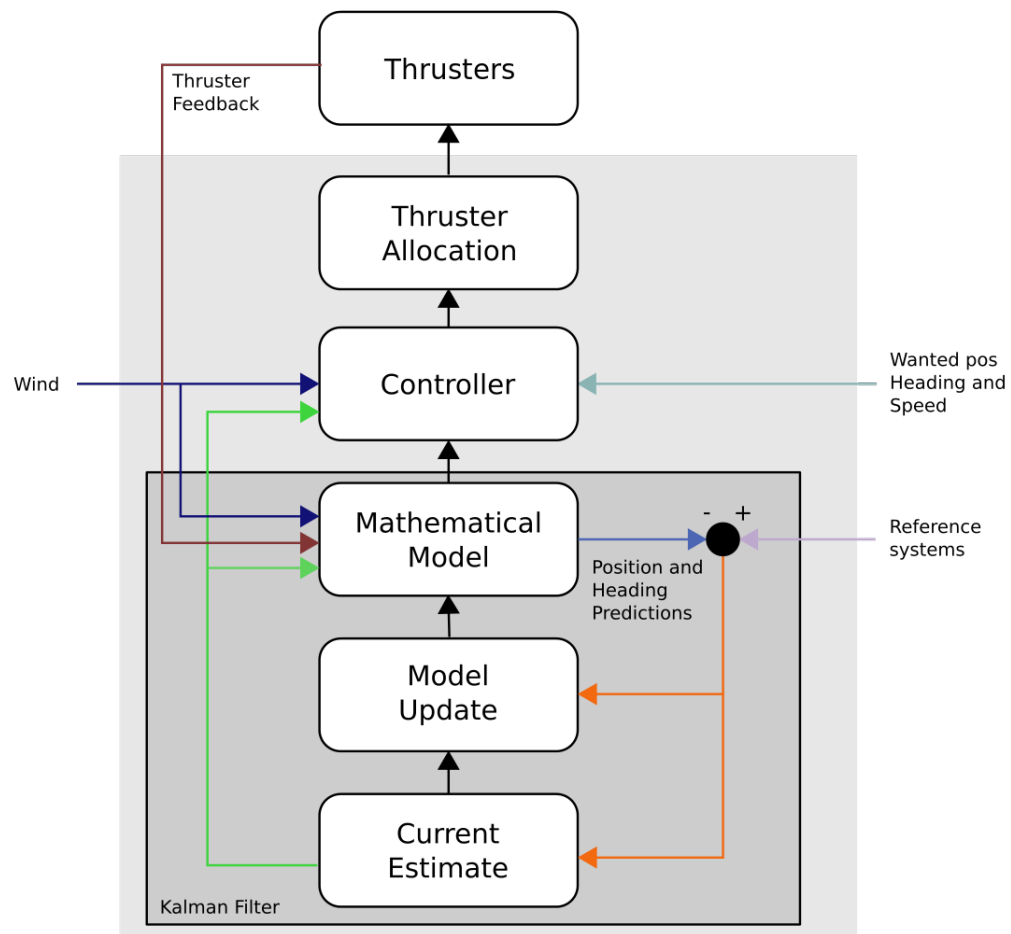 Thrusters
Thruster
Feedback
Thruster
Allocation
Wind
Controller
Wanted pos
Heading and
Speed
Mathematical
Model
- +
Reference
systems
Position and
Heading
Predictions
Model
Update
Current
Estimate
Kalman Filter